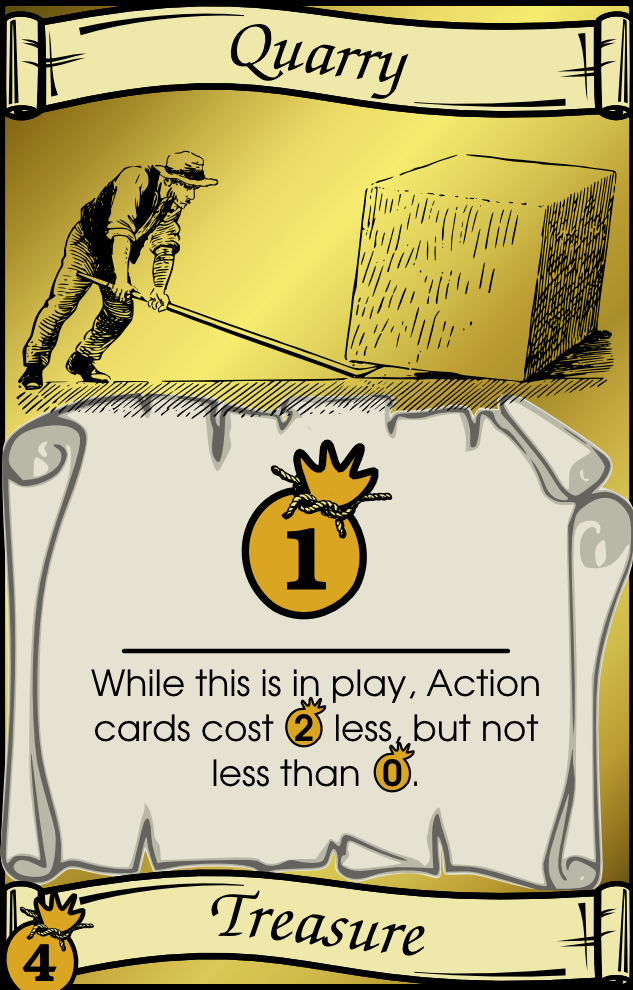 Quarry
1
While this is in play, Action
cards cost 2 less, but not
less than 0.
Treasure
4